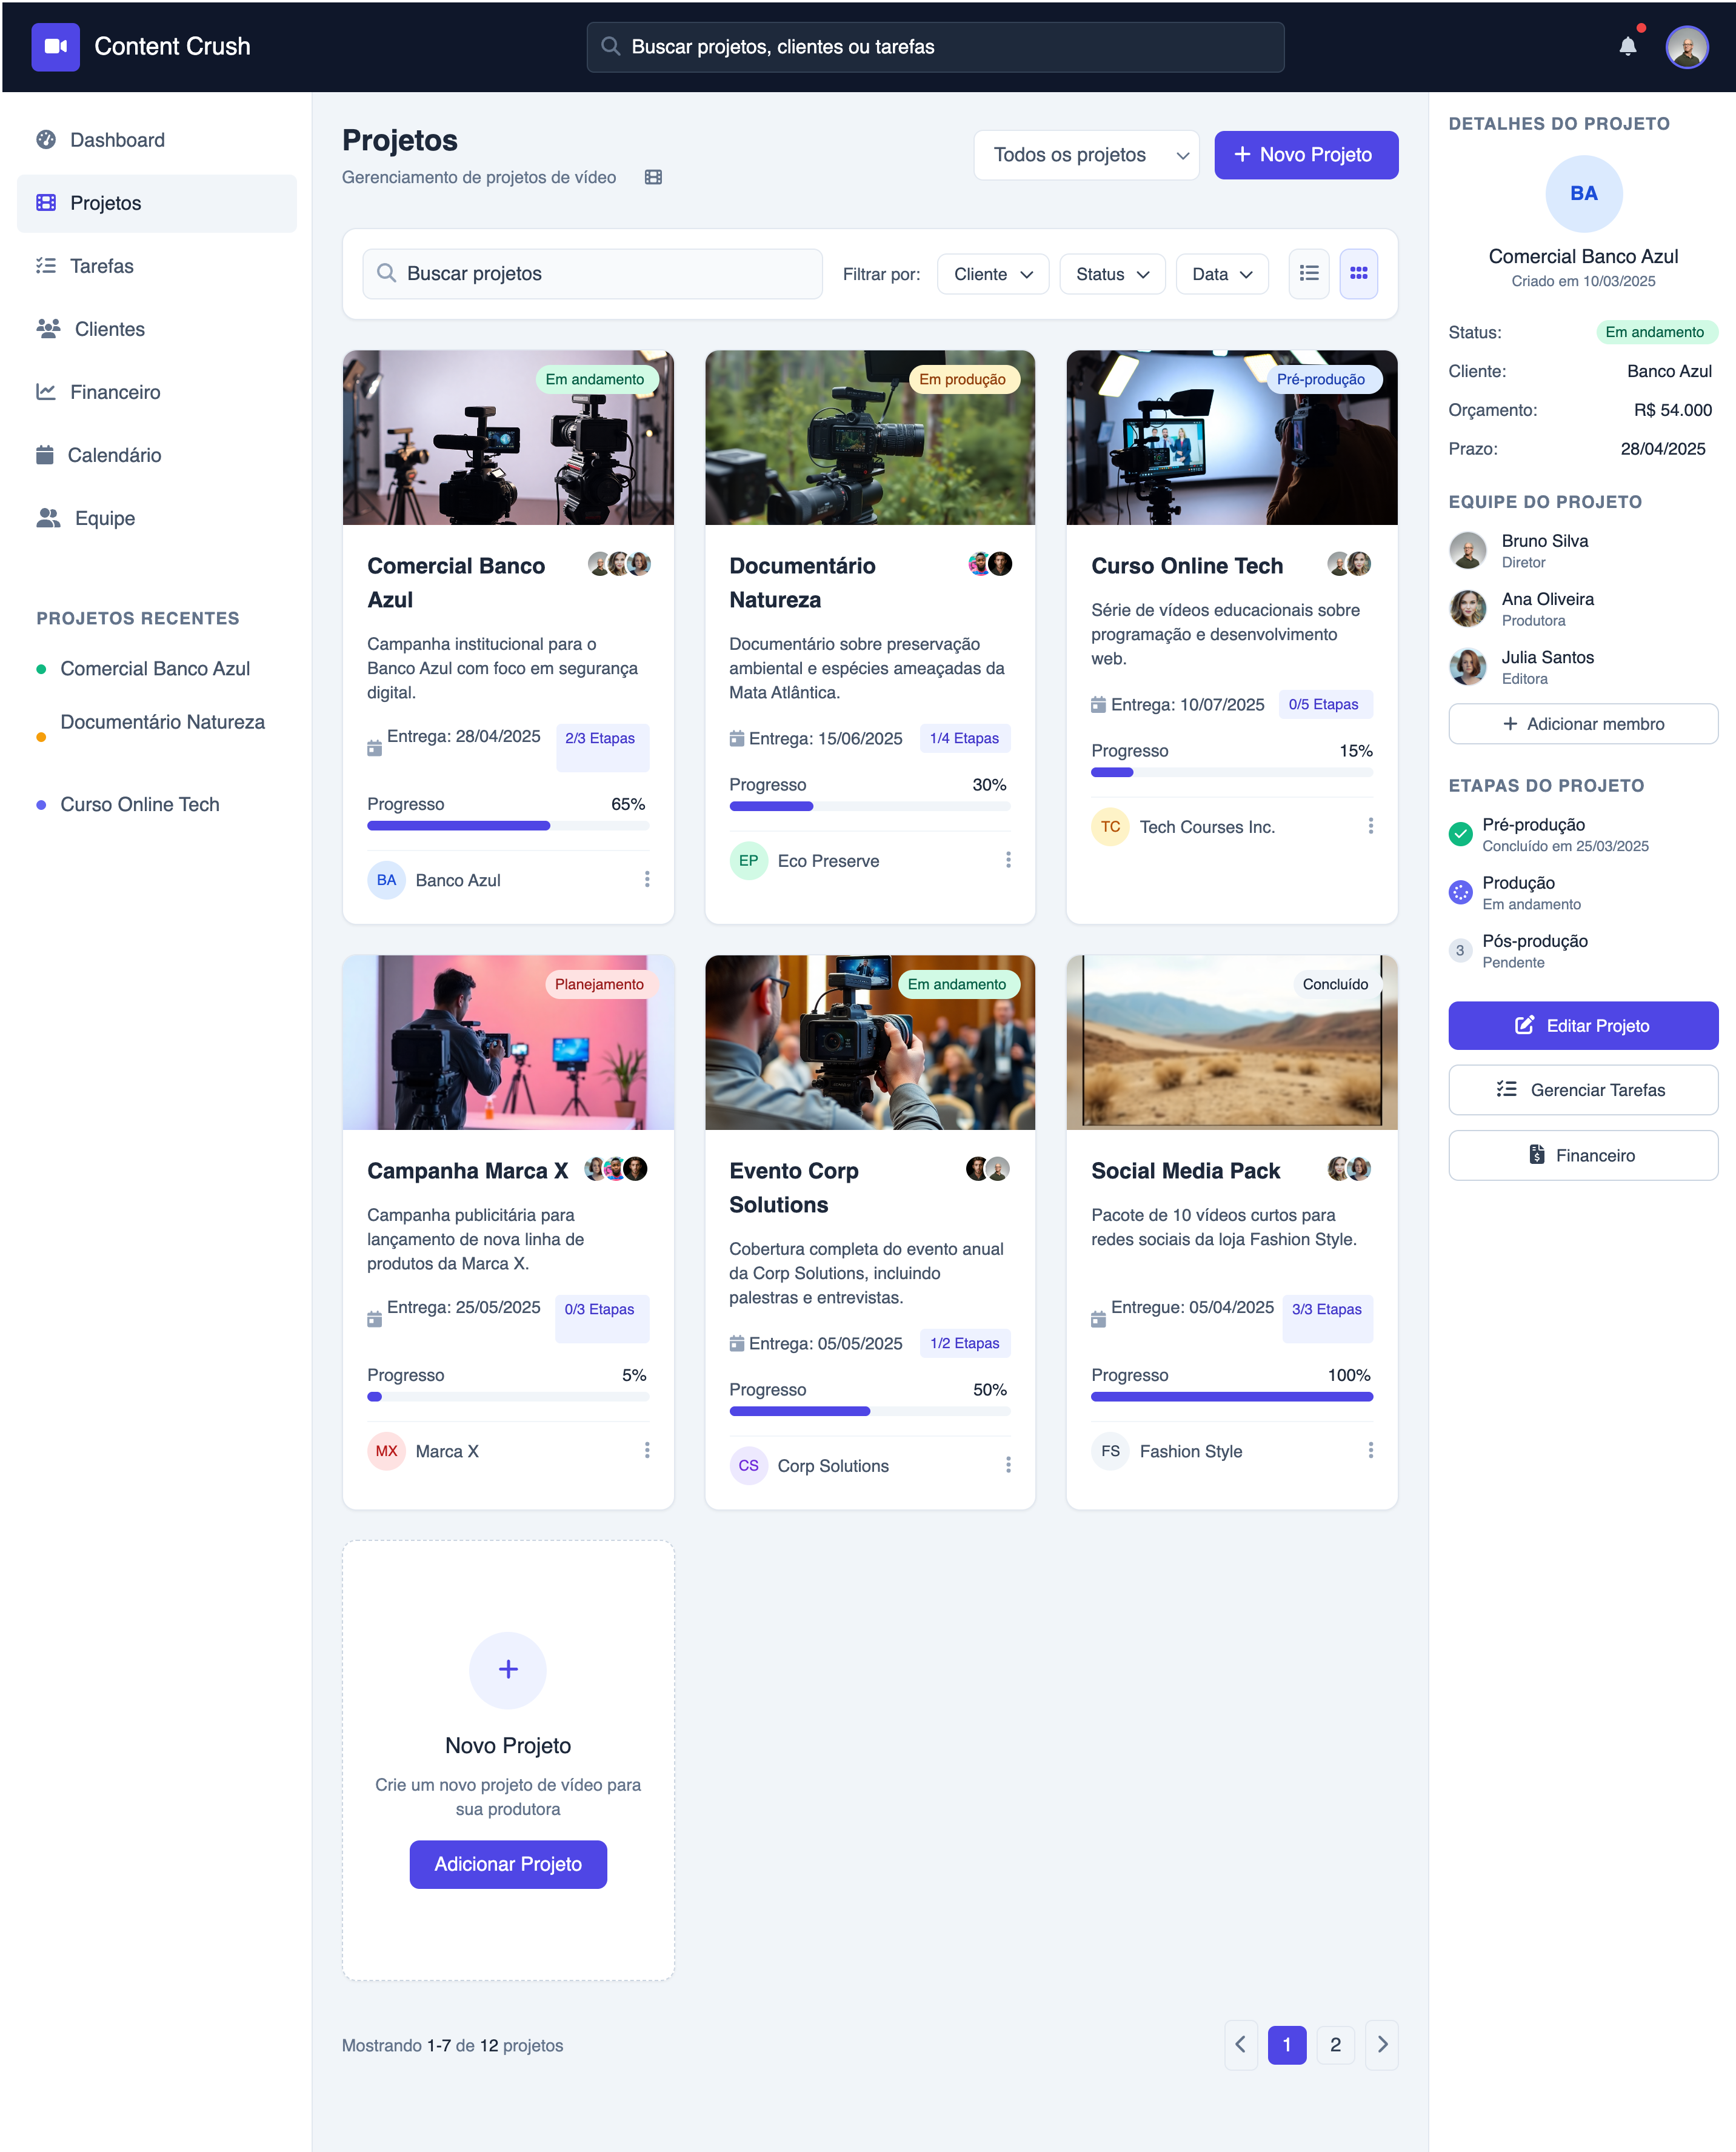 Content Crush
Buscar projetos, clientes ou tarefas
Dashboard
Projetos
Tarefas
Clientes
Financeiro
Calendário
Equipe
PROJETOS RECENTES
Comercial Banco Azul
Documentário Natureza
Curso Online Tech
Projetos
Gerenciamento de projetos de vídeo
Todos os projetos
+ Novo Projeto
Buscar projetos
Filtrar por:
Cliente
Status
Data
Em andamento
Comercial Banco
Azul
Campanha institucional para o
Banco Azul com foco em segurança
digital.
Entrega: 28/04/2025
2/3 Etapas
Progresso
65%
BA
Banco Azul
Em produção
Documentário
Natureza
Documentário sobre preservação
ambiental e espécies ameaçadas da
Mata Atlântica.
Entrega: 15/06/2025
1/4 Etapas
Progresso
30%
EP
Eco Preserve
Pré-produção
Curso Online Tech
Série de vídeos educacionais sobre
programação e desenvolvimento
web.
Entrega: 10/07/2025
0/5 Etapas
Progresso
15%
TC
Tech Courses Inc.
Planejamento
Campanha Marca X
Campanha publicitária para
lançamento de nova linha de
produtos da Marca X.
Entrega: 25/05/2025
0/3 Etapas
Progresso
5%
MX
Marca X
Em andamento
Evento Corp
Solutions
Cobertura completa do evento anual
da Corp Solutions, incluindo
palestras e entrevistas.
Entrega: 05/05/2025
1/2 Etapas
Progresso
50%
CS
Corp Solutions
Concluído
Social Media Pack
Pacote de 10 vídeos curtos para
redes sociais da loja Fashion Style.
Entregue: 05/04/2025
3/3 Etapas
Progresso
100%
FS
Fashion Style
+
Novo Projeto
Crie um novo projeto de vídeo para
sua produtora
Adicionar Projeto
Mostrando 1-7 de 12 projetos
1
2
DETALHES DO PROJETO
BA
Comercial Banco Azul
Criado em 10/03/2025
Status:
Em andamento
Cliente:
Banco Azul
Orçamento:
R$ 54.000
Prazo:
28/04/2025
EQUIPE DO PROJETO
Bruno Silva
Diretor
Ana Oliveira
Produtora
Julia Santos
Editora
+ Adicionar membro
ETAPAS DO PROJETO
Pré-produção
Concluído em 25/03/2025
Produção
Em andamento
3
Pós-produção
Pendente
Editar Projeto
Gerenciar Tarefas
Financeiro